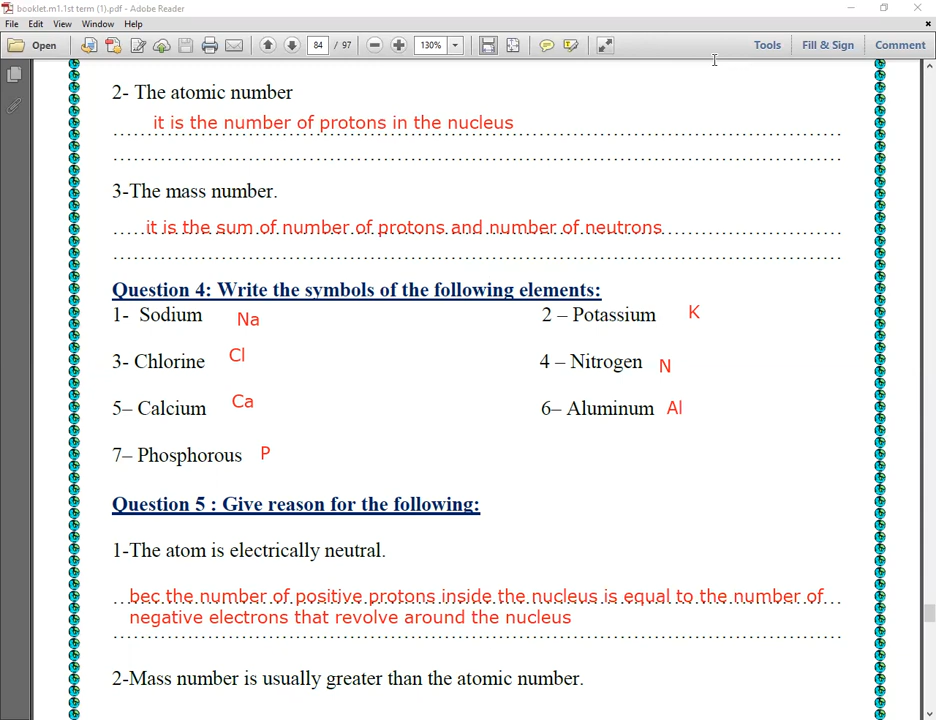 booklet.m1.1st term (1).pdf - Adobe Reader
File Edit View Window Help
Open 84 / 97 130% Tools Fill & Sign Comment
2- The atomic number
it is the number of protons in the nucleus
3-The mass number.
it is the sum of number of protons and number of neutrons
Question 4: Write the symbols of the following elements:
1- Sodium Na 2 – Potassium K
3- Chlorine Cl 4 – Nitrogen N
5– Calcium Ca 6– Aluminum Al
7– Phosphorous P
Question 5 : Give reason for the following:
1-The atom is electrically neutral.
bec the number of positive protons inside the nucleus is equal to the number of
negative electrons that revolve around the nucleus
2-Mass number is usually greater than the atomic number.